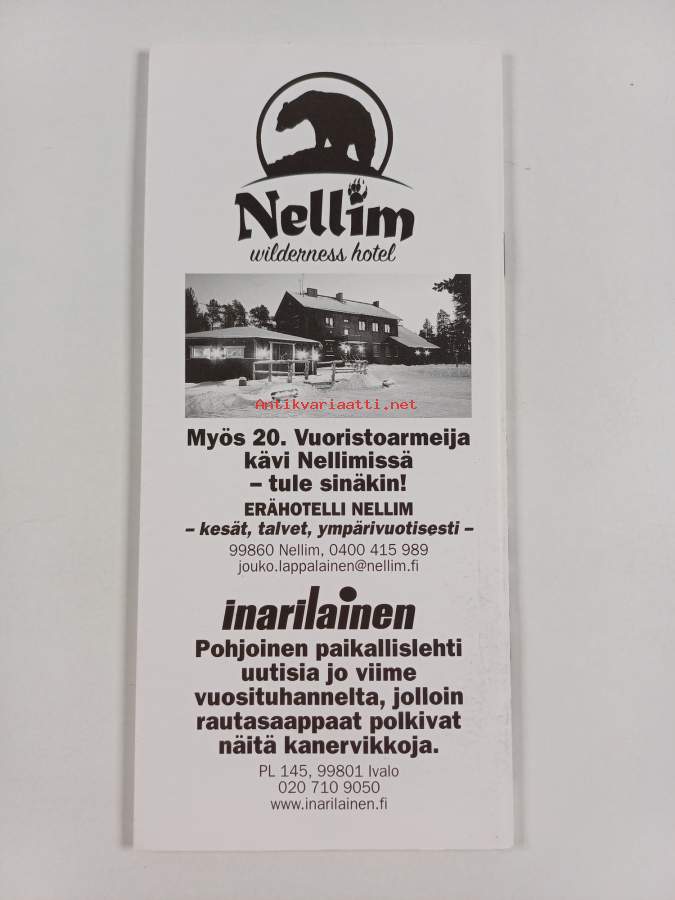 Nellim
wilderness hotel
Antikvariaatti.net
Myös 20. Vuoristoarmeija
kävi Nellimissä
– tule sinäkin!
ERÄHOTELLI NELLIM
– kesät, talvet, ympärivuotisesti –
99860 Nellim, 0400 415 989
jouko.lappalainen@nellim.fi
inarilainen
Pohjoinen paikallislehti
uutisia jo viime
vuosituhannelta, jolloin
rautasaappaat polkivat
näitä kanervikkoja.
PL 145, 99801 Ivalo
020 710 9050
www.inarilainen.fi